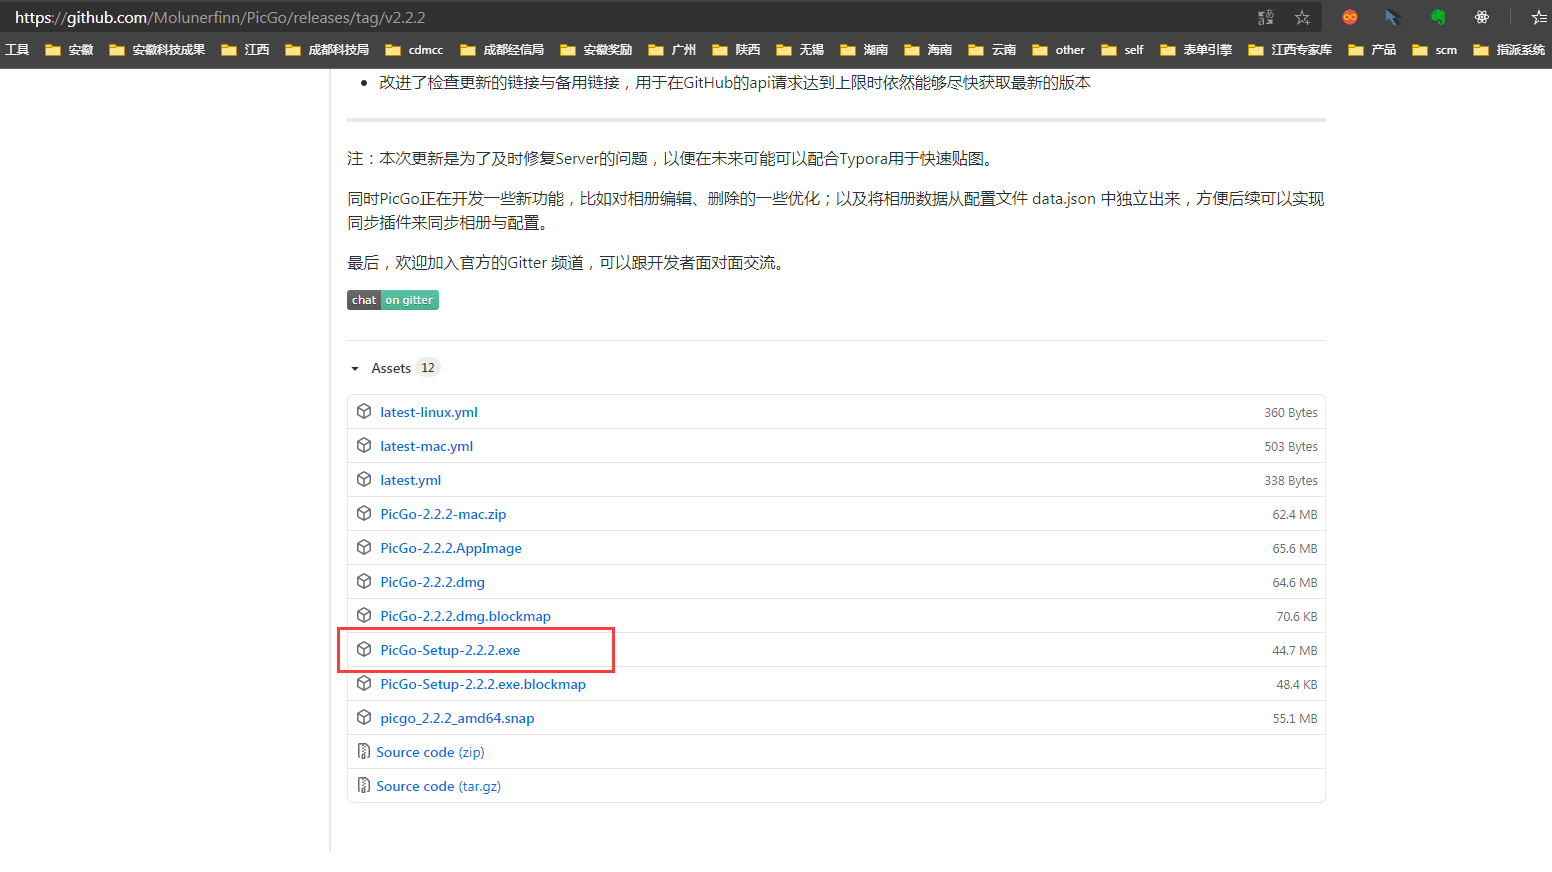 https://github.com/Molunerfinn/PicGo/releases/tag/v2.2.2
工具 安徽 安徽科技成果 江西 成都科技局 cdmcc 成都经信局 安徽奖励 广州 陕西 无锡 湖南 海南 云南 other self 表单引擎 江西专家库 产品 scm 指派系统
改进了检查更新的链接与备用链接，用于在GitHub的api请求达到上限时依然能够尽快获取最新的版本
注：本次更新是为了及时修复Server的问题，以便在未来可能可以配合Typora用于快速贴图。
同时PicGo正在开发一些新功能，比如对相册编辑、删除的一些优化；以及将相册数据从配置文件 data.json 中独立出来，方便后续可以实现
同步插件来同步相册与配置。
最后，欢迎加入官方的Gitter 频道，可以跟开发者面对面交流。
chat on gitter
Assets 12
latest-linux.yml 360 Bytes
latest-mac.yml 503 Bytes
latest.yml 338 Bytes
PicGo-2.2.2-mac.zip 62.4 MB
PicGo-2.2.2.AppImage 65.6 MB
PicGo-2.2.2.dmg 64.6 MB
PicGo-2.2.2.dmg.blockmap 70.6 KB
PicGo-Setup-2.2.2.exe 44.7 MB
PicGo-Setup-2.2.2.exe.blockmap 48.4 KB
picgo_2.2.2_amd64.snap 55.1 MB
Source code (zip)
Source code (tar.gz)